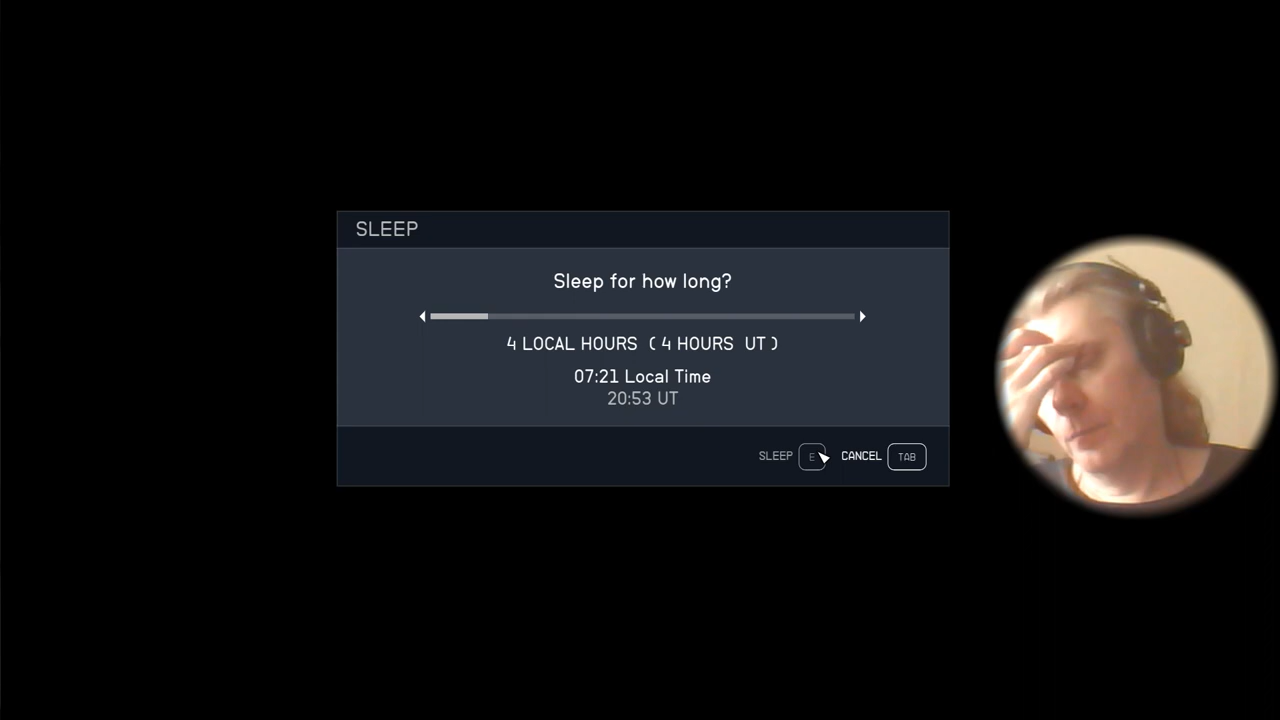 SLEEP
Sleep for how long?
4 LOCAL HOURS ( 4 HOURS UT )
07:21 Local Time
20:53 UT
SLEEP E CANCEL TAB